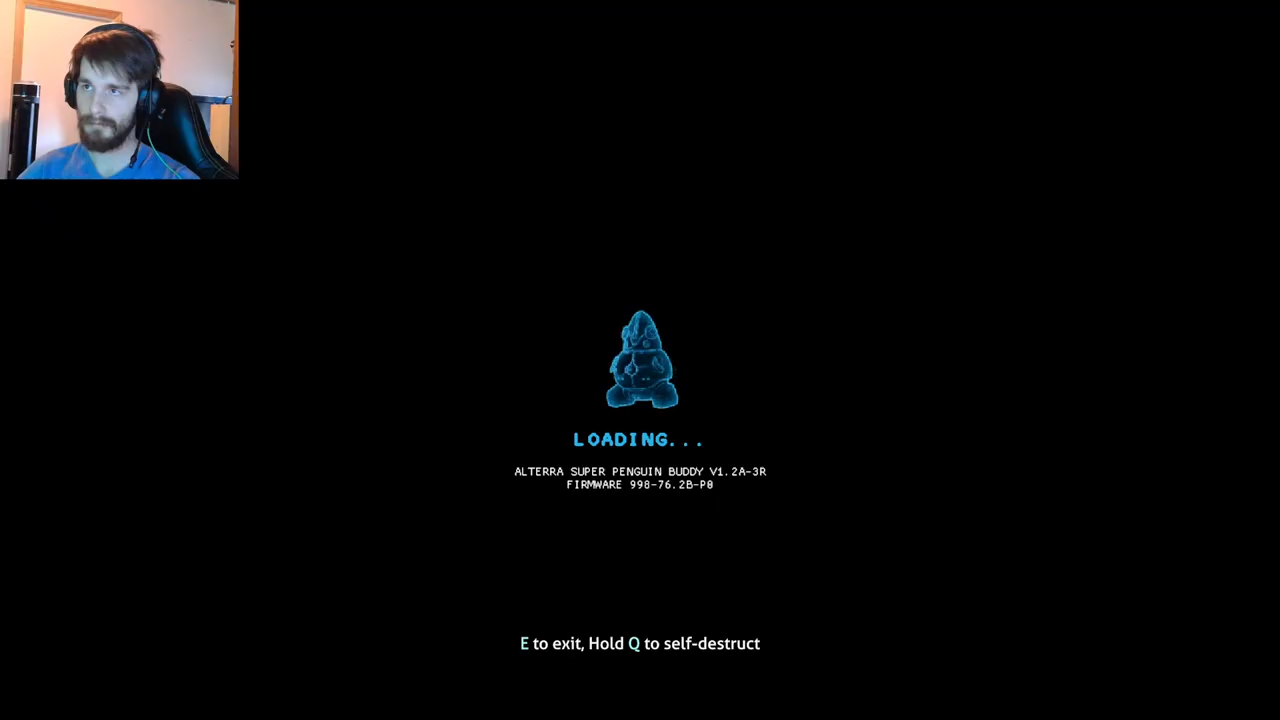 LOADING...
ALTERRA SUPER PENGUIN BUDDY V1.2A-3R
FIRMWARE 998-76.2B-P0
E to exit, Hold Q to self-destruct